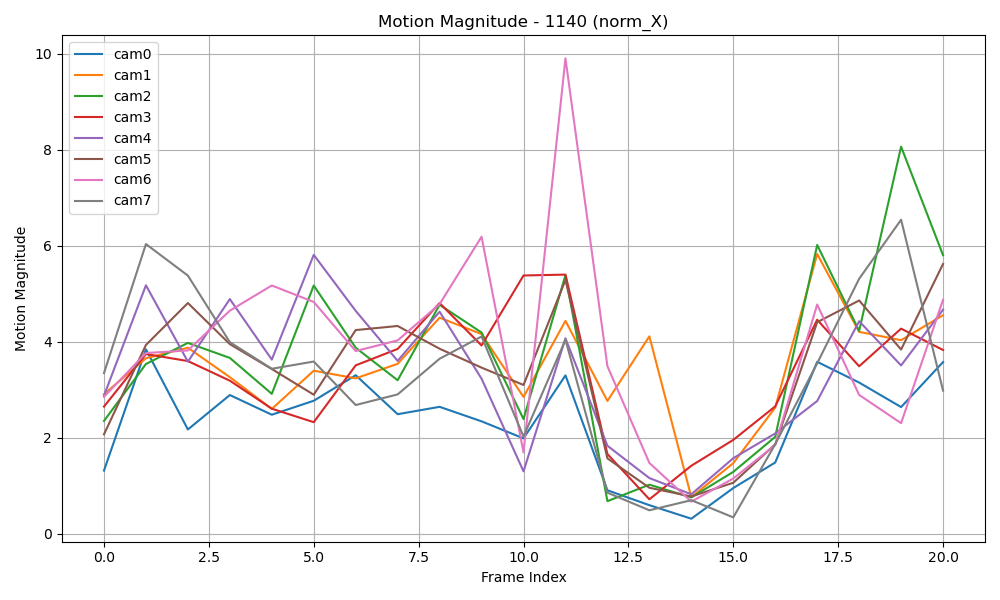 Motion Magnitude - 1140 (norm_X)
10
8
6
4
2
0
Motion Magnitude
cam0
cam1
cam2
cam3
cam4
cam5
cam6
cam7
0.0 2.5 5.0 7.5 10.0 12.5 15.0 17.5 20.0
Frame Index